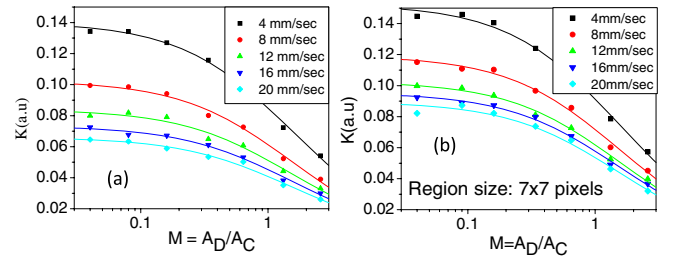 0.14
0.12
0.10
0.08
0.06
0.04
0.02
K(a.u)
4 mm/sec
8 mm/sec
12 mm/sec
16 mm/sec
20 mm/sec
(a)
0.1
1
M = A_D/A_C
0.14
0.12
0.10
0.08
0.06
0.04
0.02
K(a.u)
4mm/sec
8mm/sec
12mm/sec
16mm/sec
20mm/sec
(b)
Region size: 7x7 pixels
0.1
1
M=A_D/A_C